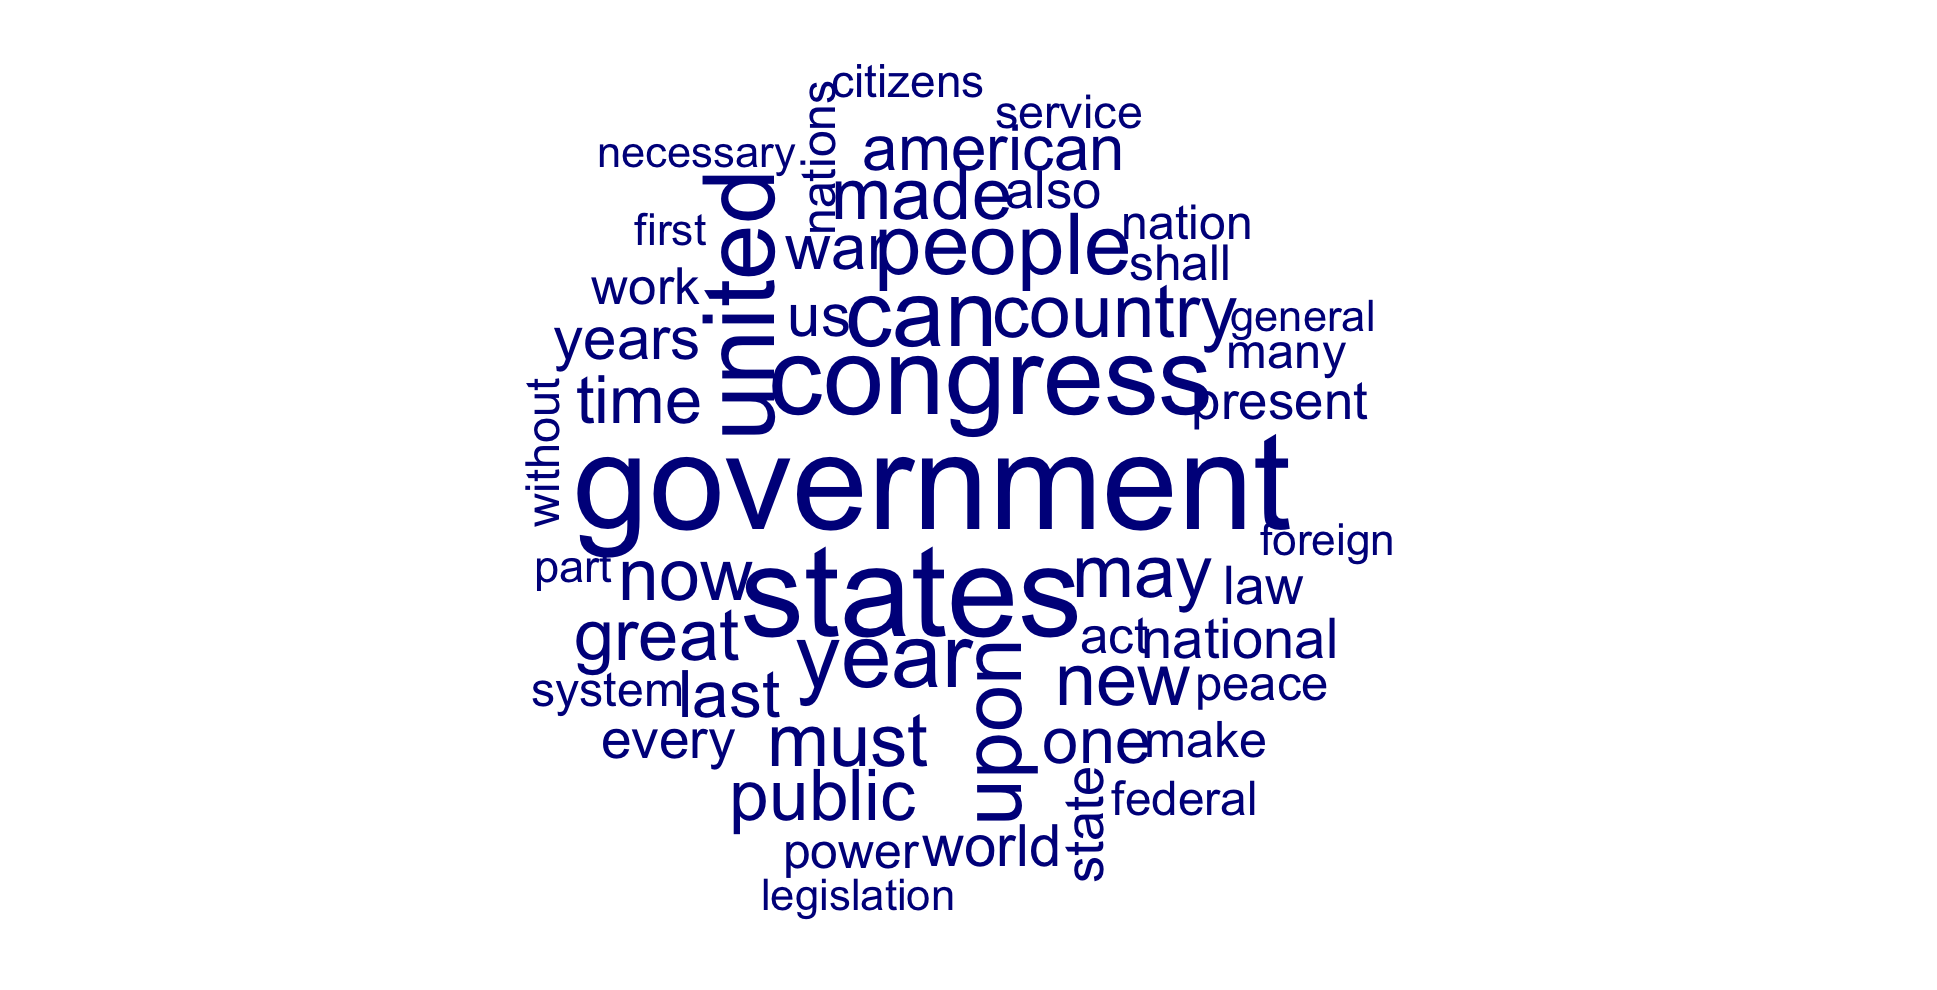 citizens
service
nations
necessary
american
made
also
united
first
war
people
nation
shall
work
us
can
country
general
years
many
congress
time
present
without
government
foreign
part
now
states
may
law
great
year
act
national
upon
new
peace
system
last
every
must
one
make
public
state
federal
power
world
legislation